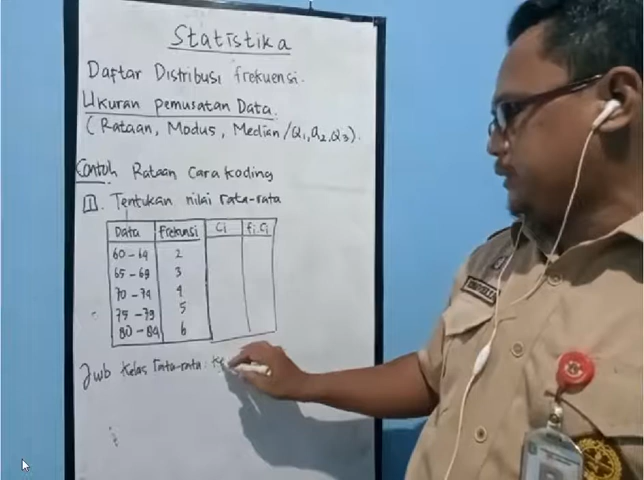 Statistika
Daftar Distribusi frekuensi.
Ukuran pemusatan Data.
(Rataan, Modus, Median/Q1,Q2,Q3).
Contoh Rataan Cara koding
1. Tentukan nilai rata-rata
Data Frekunsi Ci fi.Ci
60-64 2
65-69 3
70-74 4
75-79 5
80-84 6
Jwb Kelas rata-rata :